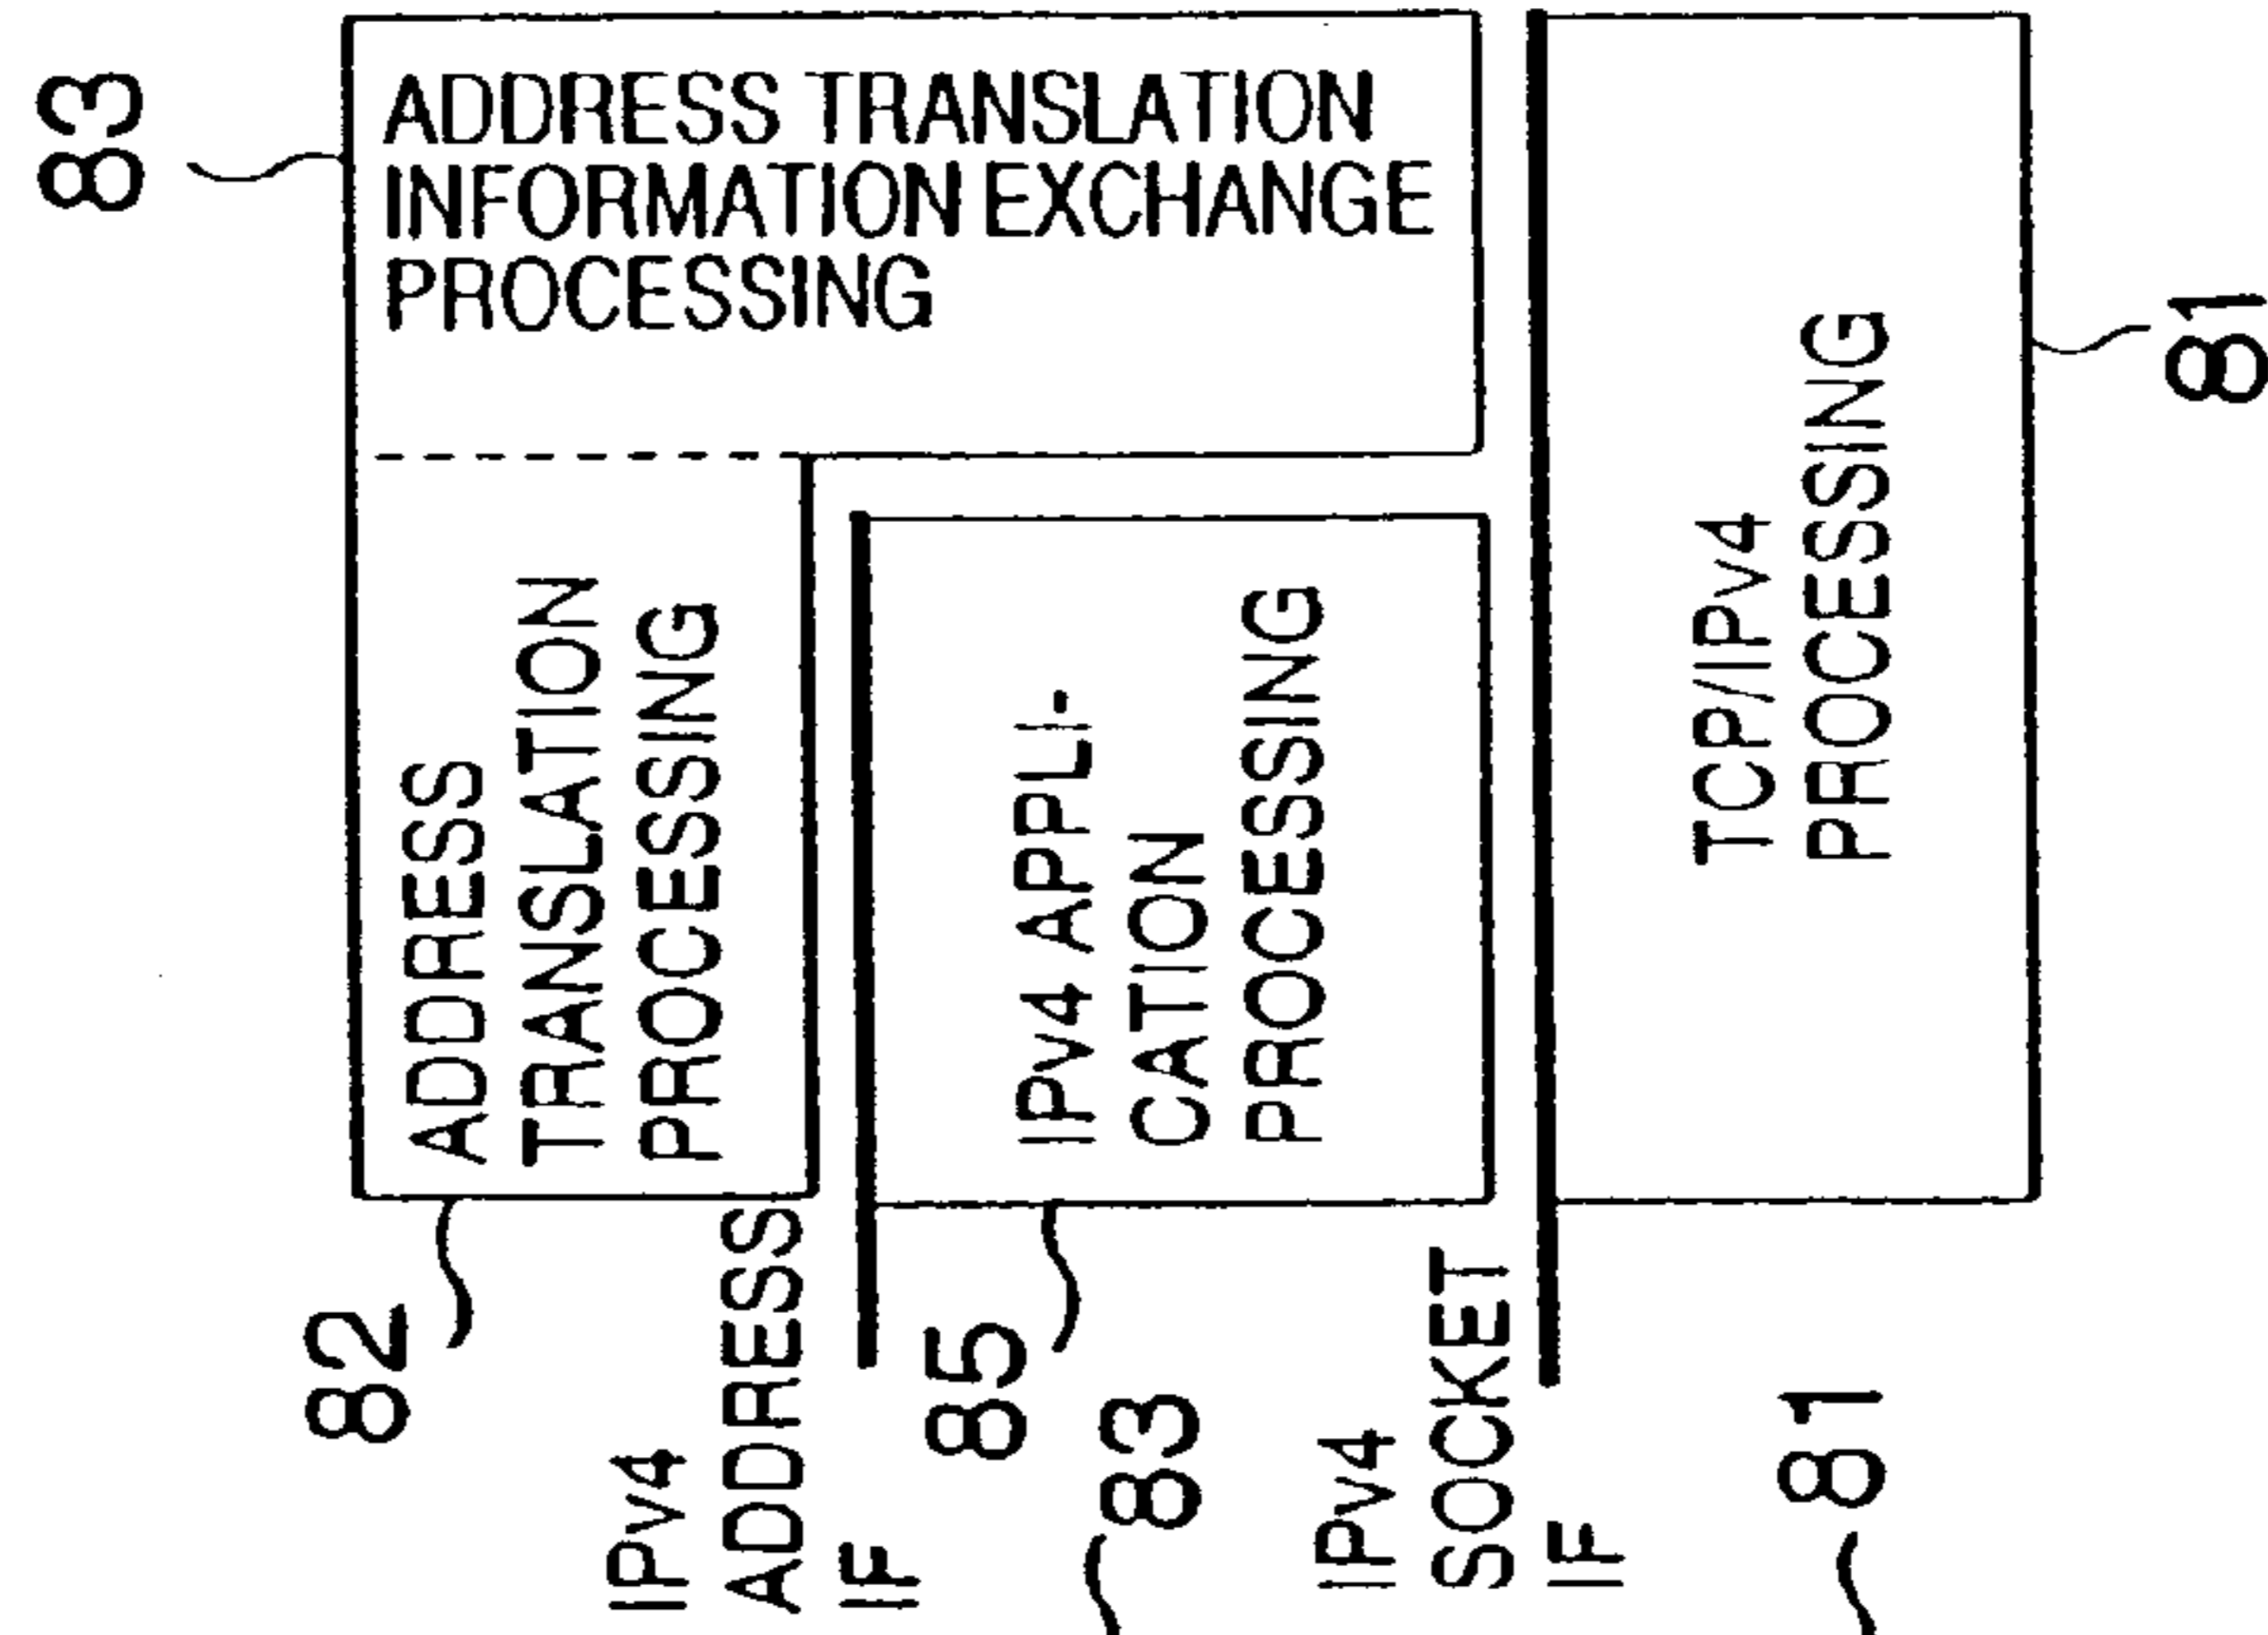 83
ADDRESS TRANSLATION
INFORMATION EXCHANGE
PROCESSING
82
ADDRESS
TRANSLATION
PROCESSING
IPv4
ADDRESS
IF
85
IPv4 APPLI-
CATION
PROCESSING
83
IPv4
SOCKET
IF
TCP/IPv4
PROCESSING
81
81